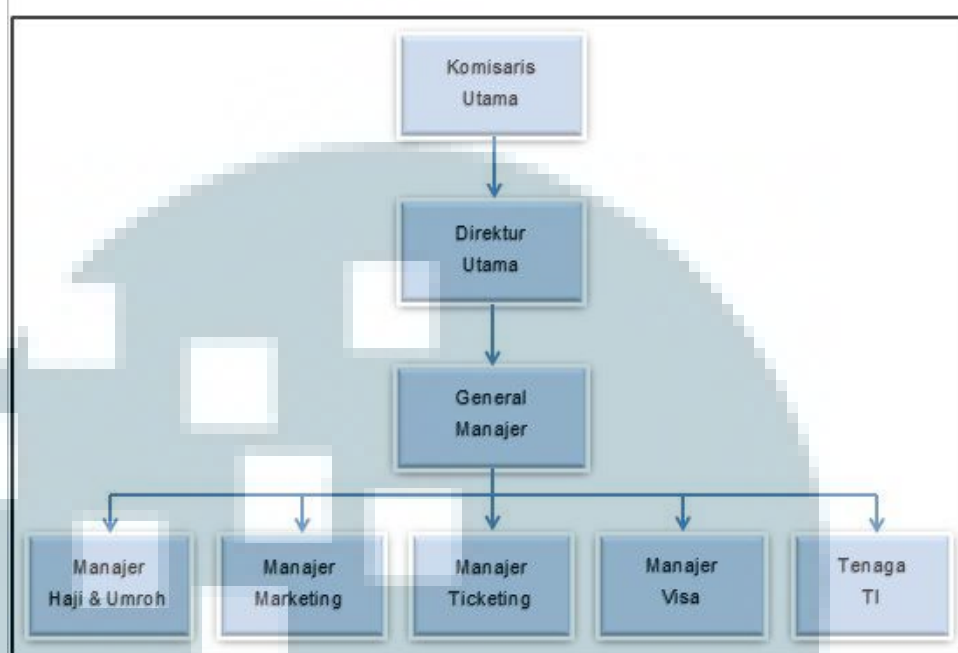 Komisaris
Utama
Direktur
Utama
General
Manajer
Manajer
Haji & Umroh
Manajer
Marketing
Manajer
Ticketing
Manajer
Visa
Tenaga
TI